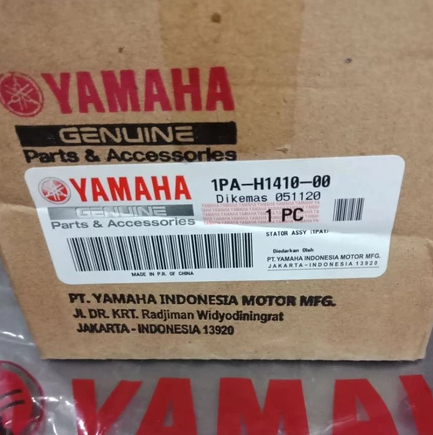 YAMAHA
GENUINE
Parts & Accessories
YAMAHA
GENUINE
Parts & Accessories
1PA-H1410-00
Dikemas 051120
1 PC
STATOR ASSY (1PA1)
Diedarkan Oleh
PT. YAMAHA INDONESIA MOTOR MFG.
JAKARTA-INDONESIA 13920
MADE IN P.R. OF CHINA
PT. YAMAHA INDONESIA MOTOR MFG.
JL. DR. KRT. Radjiman Widyodiningrat
JAKARTA - INDONESIA 13920
YAMAHA